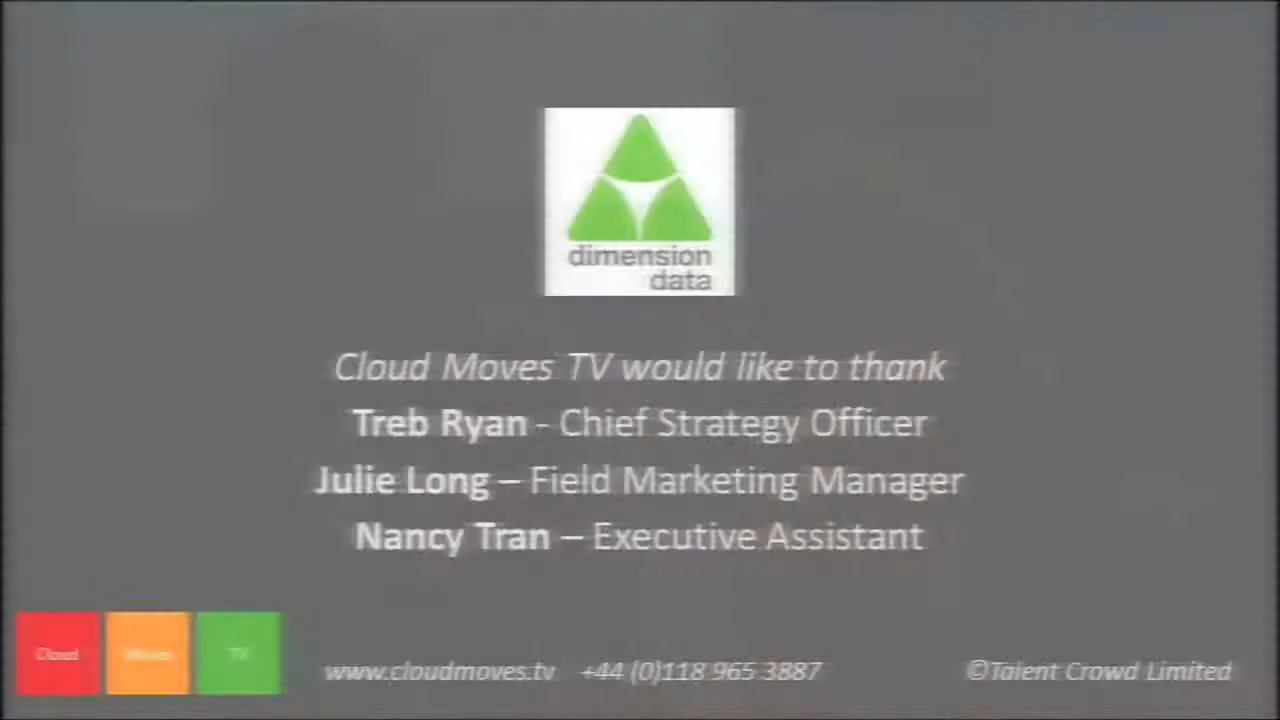 dimension
data
Cloud Moves TV would like to thank
Treb Ryan - Chief Strategy Officer
Julie Long – Field Marketing Manager
Nancy Tran – Executive Assistant
Cloud Moves TV
www.cloudmoves.tv +44 (0)118 965 3887 ©Talent Crowd Limited